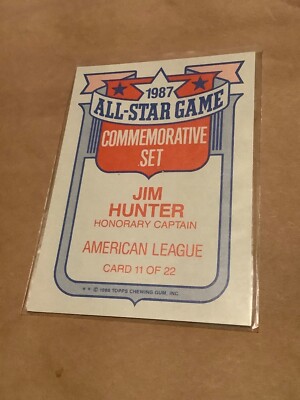 1987
ALL-STAR GAME
COMMEMORATIVE
SET
JIM
HUNTER
HONORARY CAPTAIN
AMERICAN LEAGUE
CARD 11 OF 22
★★ © 1988 TOPPS CHEWING GUM, INC.